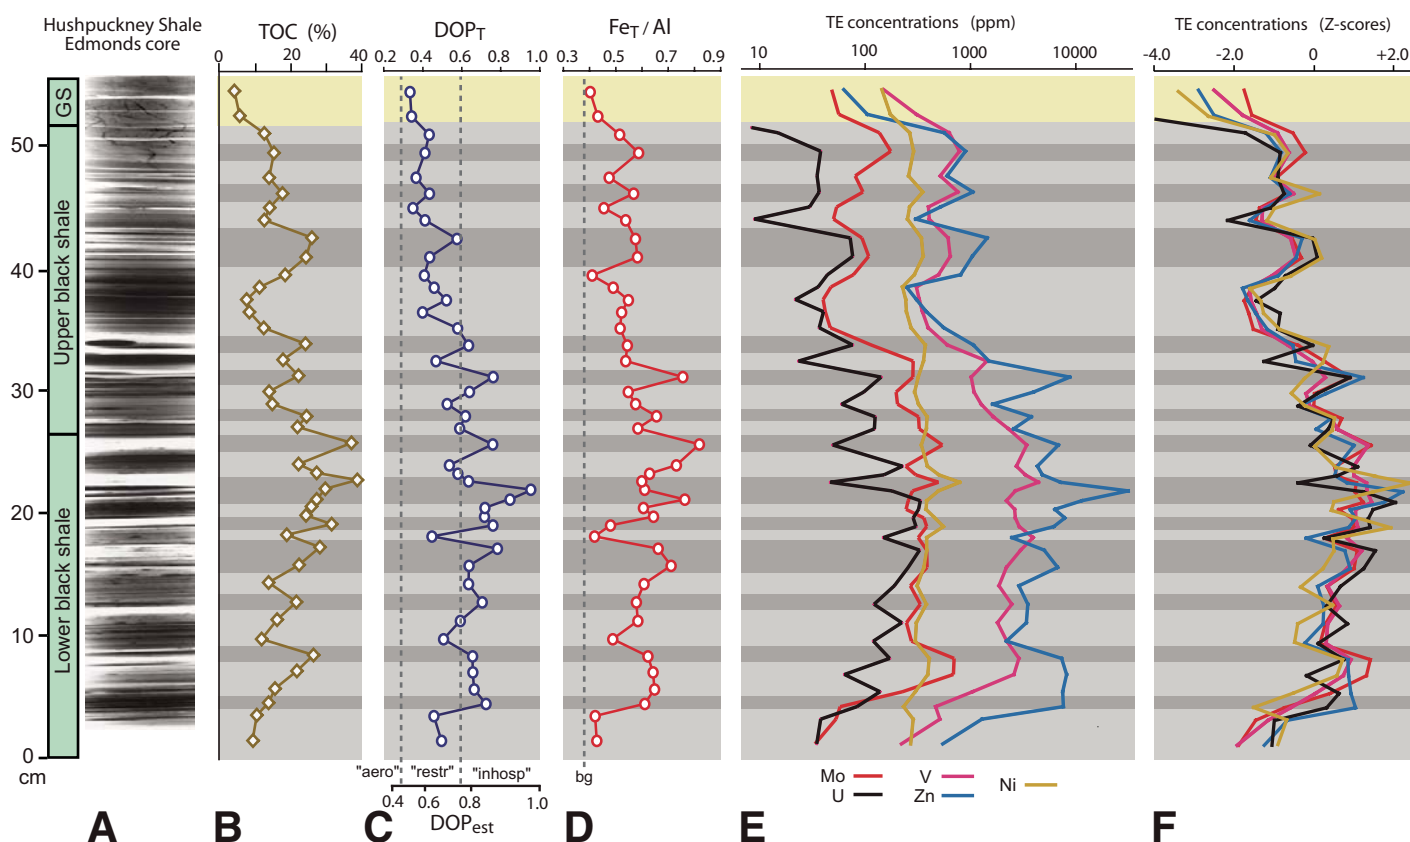 Hushpuckney Shale
Edmonds core
TOC (%)
DOPT
FeT / Al
TE concentrations (ppm)
TE concentrations (Z-scores)
0 20 40
0.2 0.4 0.6 0.8 1.0
0.3 0.5 0.7 0.9
10 100 1000 10000
-4.0 -2.0 0 +2.0
GS
Upper black shale
Lower black shale
50
40
30
20
10
0
cm
"aero" "restr" "inhosp"
bg
0.4 0.6 0.8 1.0
DOPest
Mo V Ni
U Zn
A B C D E F